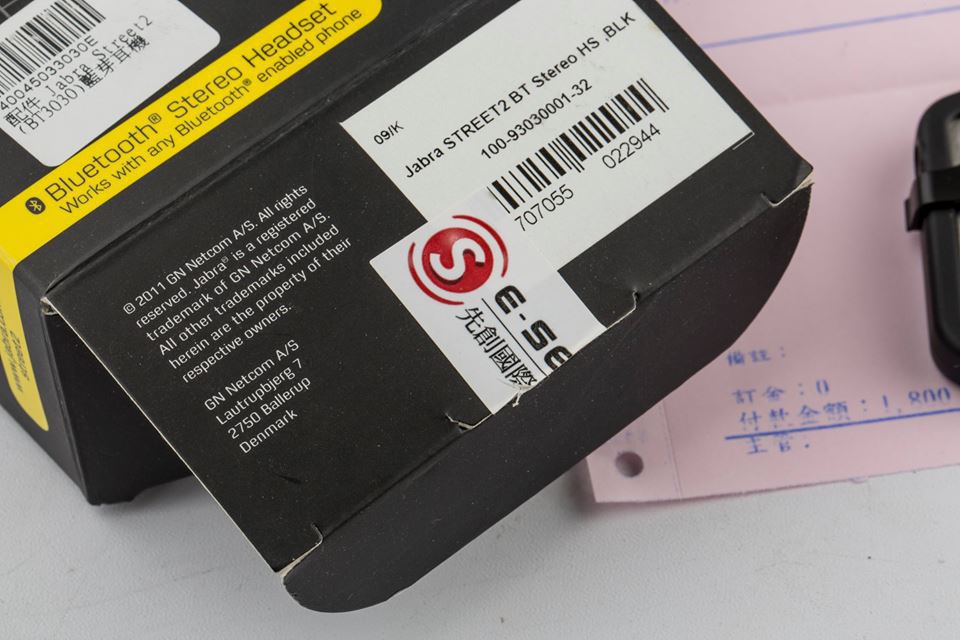 40045033030E
配件 Jabra Street2
(BT3030)藍芽耳機
Bluetooth® Stereo Headset
Works with any Bluetooth® enabled phone
09/K
Jabra STREET2 BT Stereo HS .BLK
100-93030001-32
707055 022944
© 2011 GN Netcom A/S. All rights
reserved. Jabra® is a registered
trademark of GN Netcom A/S.
All other trademarks included
herein are the property of their
respective owners.
GN Netcom A/S
Lautrupbjerg 7
2750 Ballerup
Denmark
S
E-SE
先創國際
備註:
訂金:0
付款金額:1,800
主管: